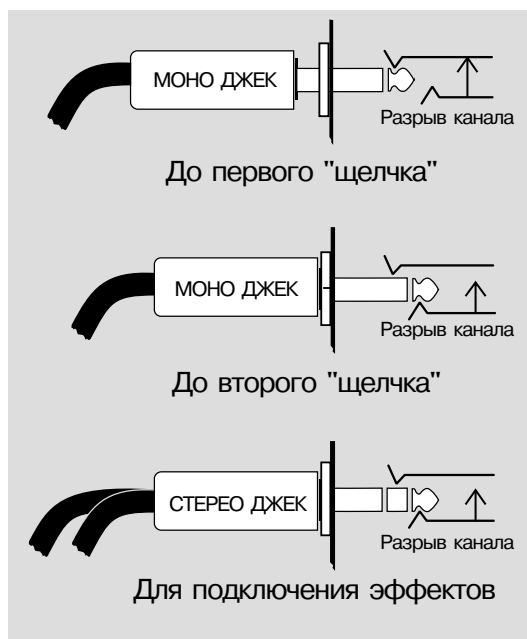 МОНО ДЖЕК
Разрыв канала
До первого "щелчка"
МОНО ДЖЕК
Разрыв канала
До второго "щелчка"
СТЕРЕО ДЖЕК
Разрыв канала
Для подключения эффектов